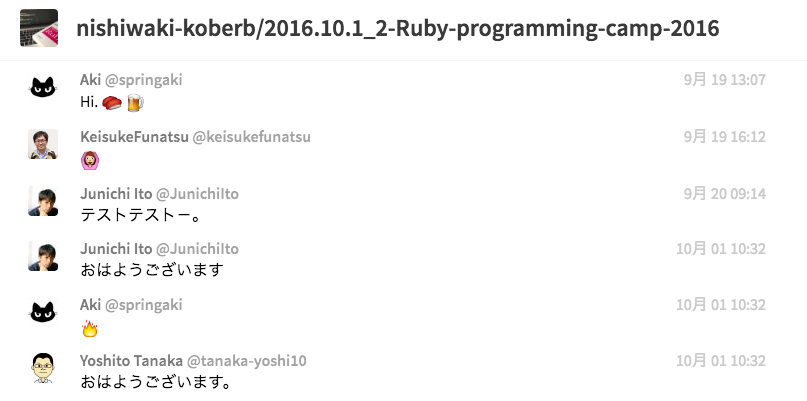 nishiwaki-koberb/2016.10.1_2-Ruby-programming-camp-2016
Aki @springaki 9月 19 13:07
Hi. 🍣 🍺
KeisukeFunatsu @keisukefunatsu 9月 19 16:12
🙆
Junichi Ito @JunichiIto 9月 20 09:14
テストテストー。
Junichi Ito @JunichiIto 10月 01 10:32
おはようございます
Aki @springaki 10月 01 10:32
🔥
Yoshito Tanaka @tanaka-yoshi10 10月 01 10:32
おはようございます。